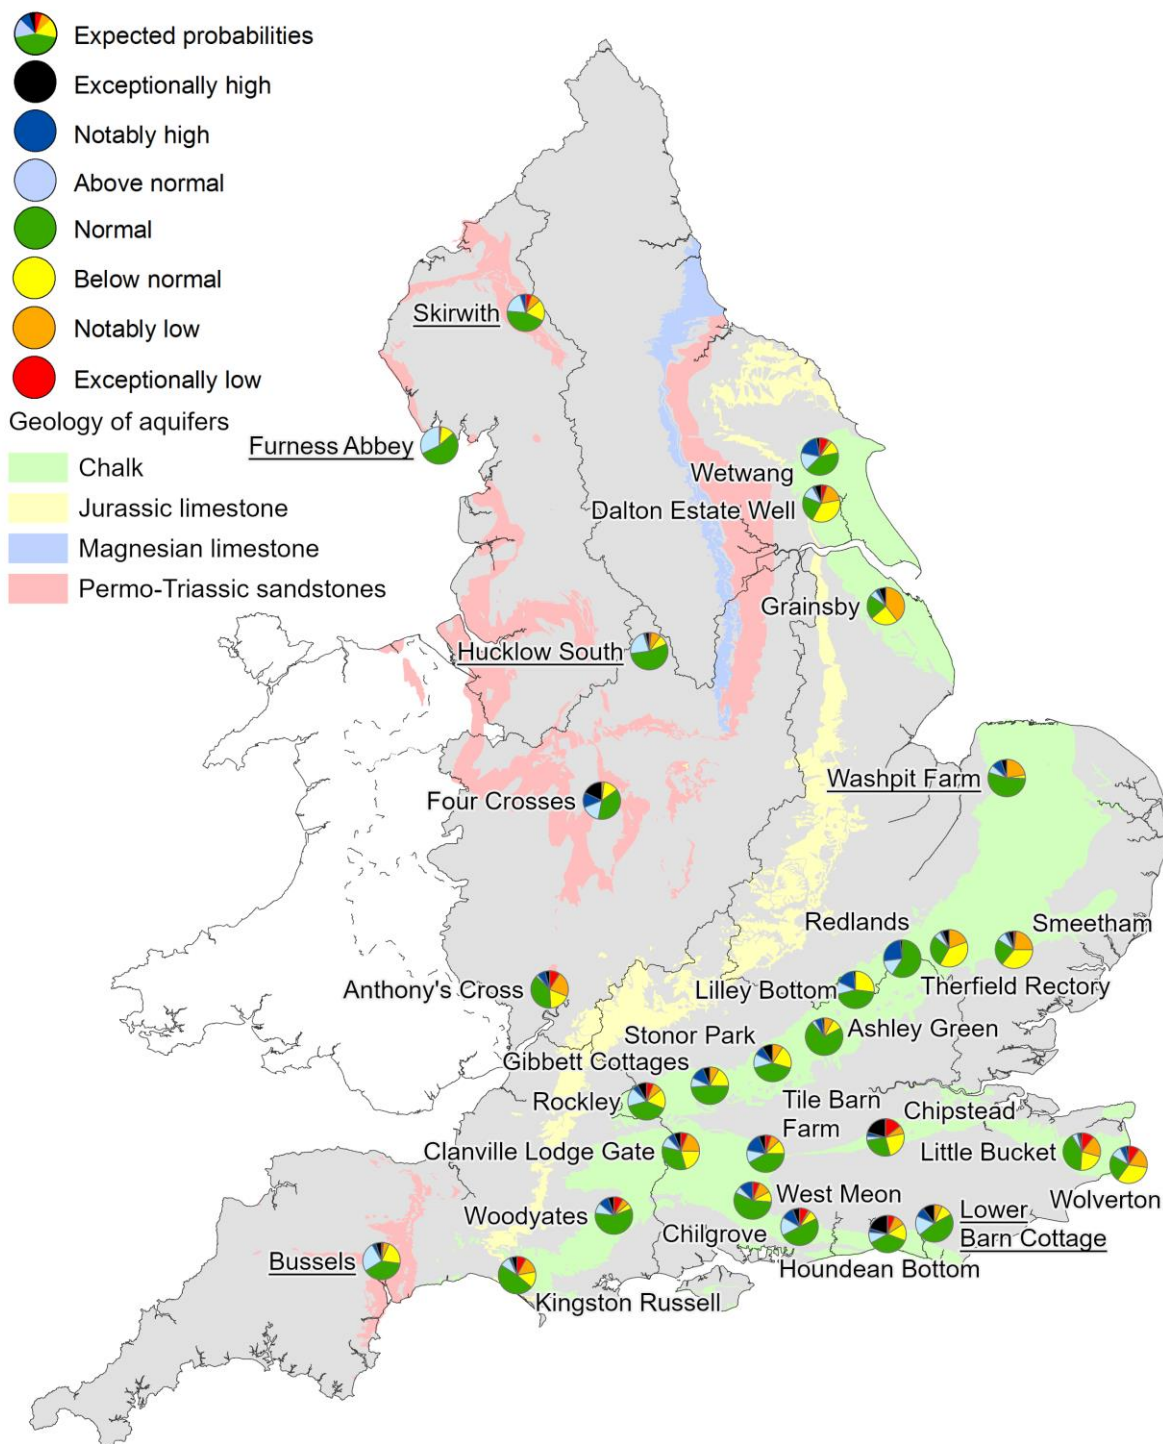 Expected probabilities
Exceptionally high
Notably high
Above normal
Normal
Below normal
Notably low
Exceptionally low
Geology of aquifers
Chalk
Jurassic limestone
Magnesian limestone
Permo-Triassic sandstones
Skirwith
Furness Abbey
Wetwang
Dalton Estate Well
Grainsby
Hucklow South
Washpit Farm
Four Crosses
Redlands
Smeetham
Anthony's Cross
Lilley Bottom
Therfield Rectory
Stonor Park
Ashley Green
Gibbett Cottages
Rockley
Tile Barn
Farm
Chipstead
Clanville Lodge Gate
Little Bucket
Wolverton
West Meon
Woodyates
Chilgrove
Lower
Barn Cottage
Bussels
Houndean Bottom
Kingston Russell